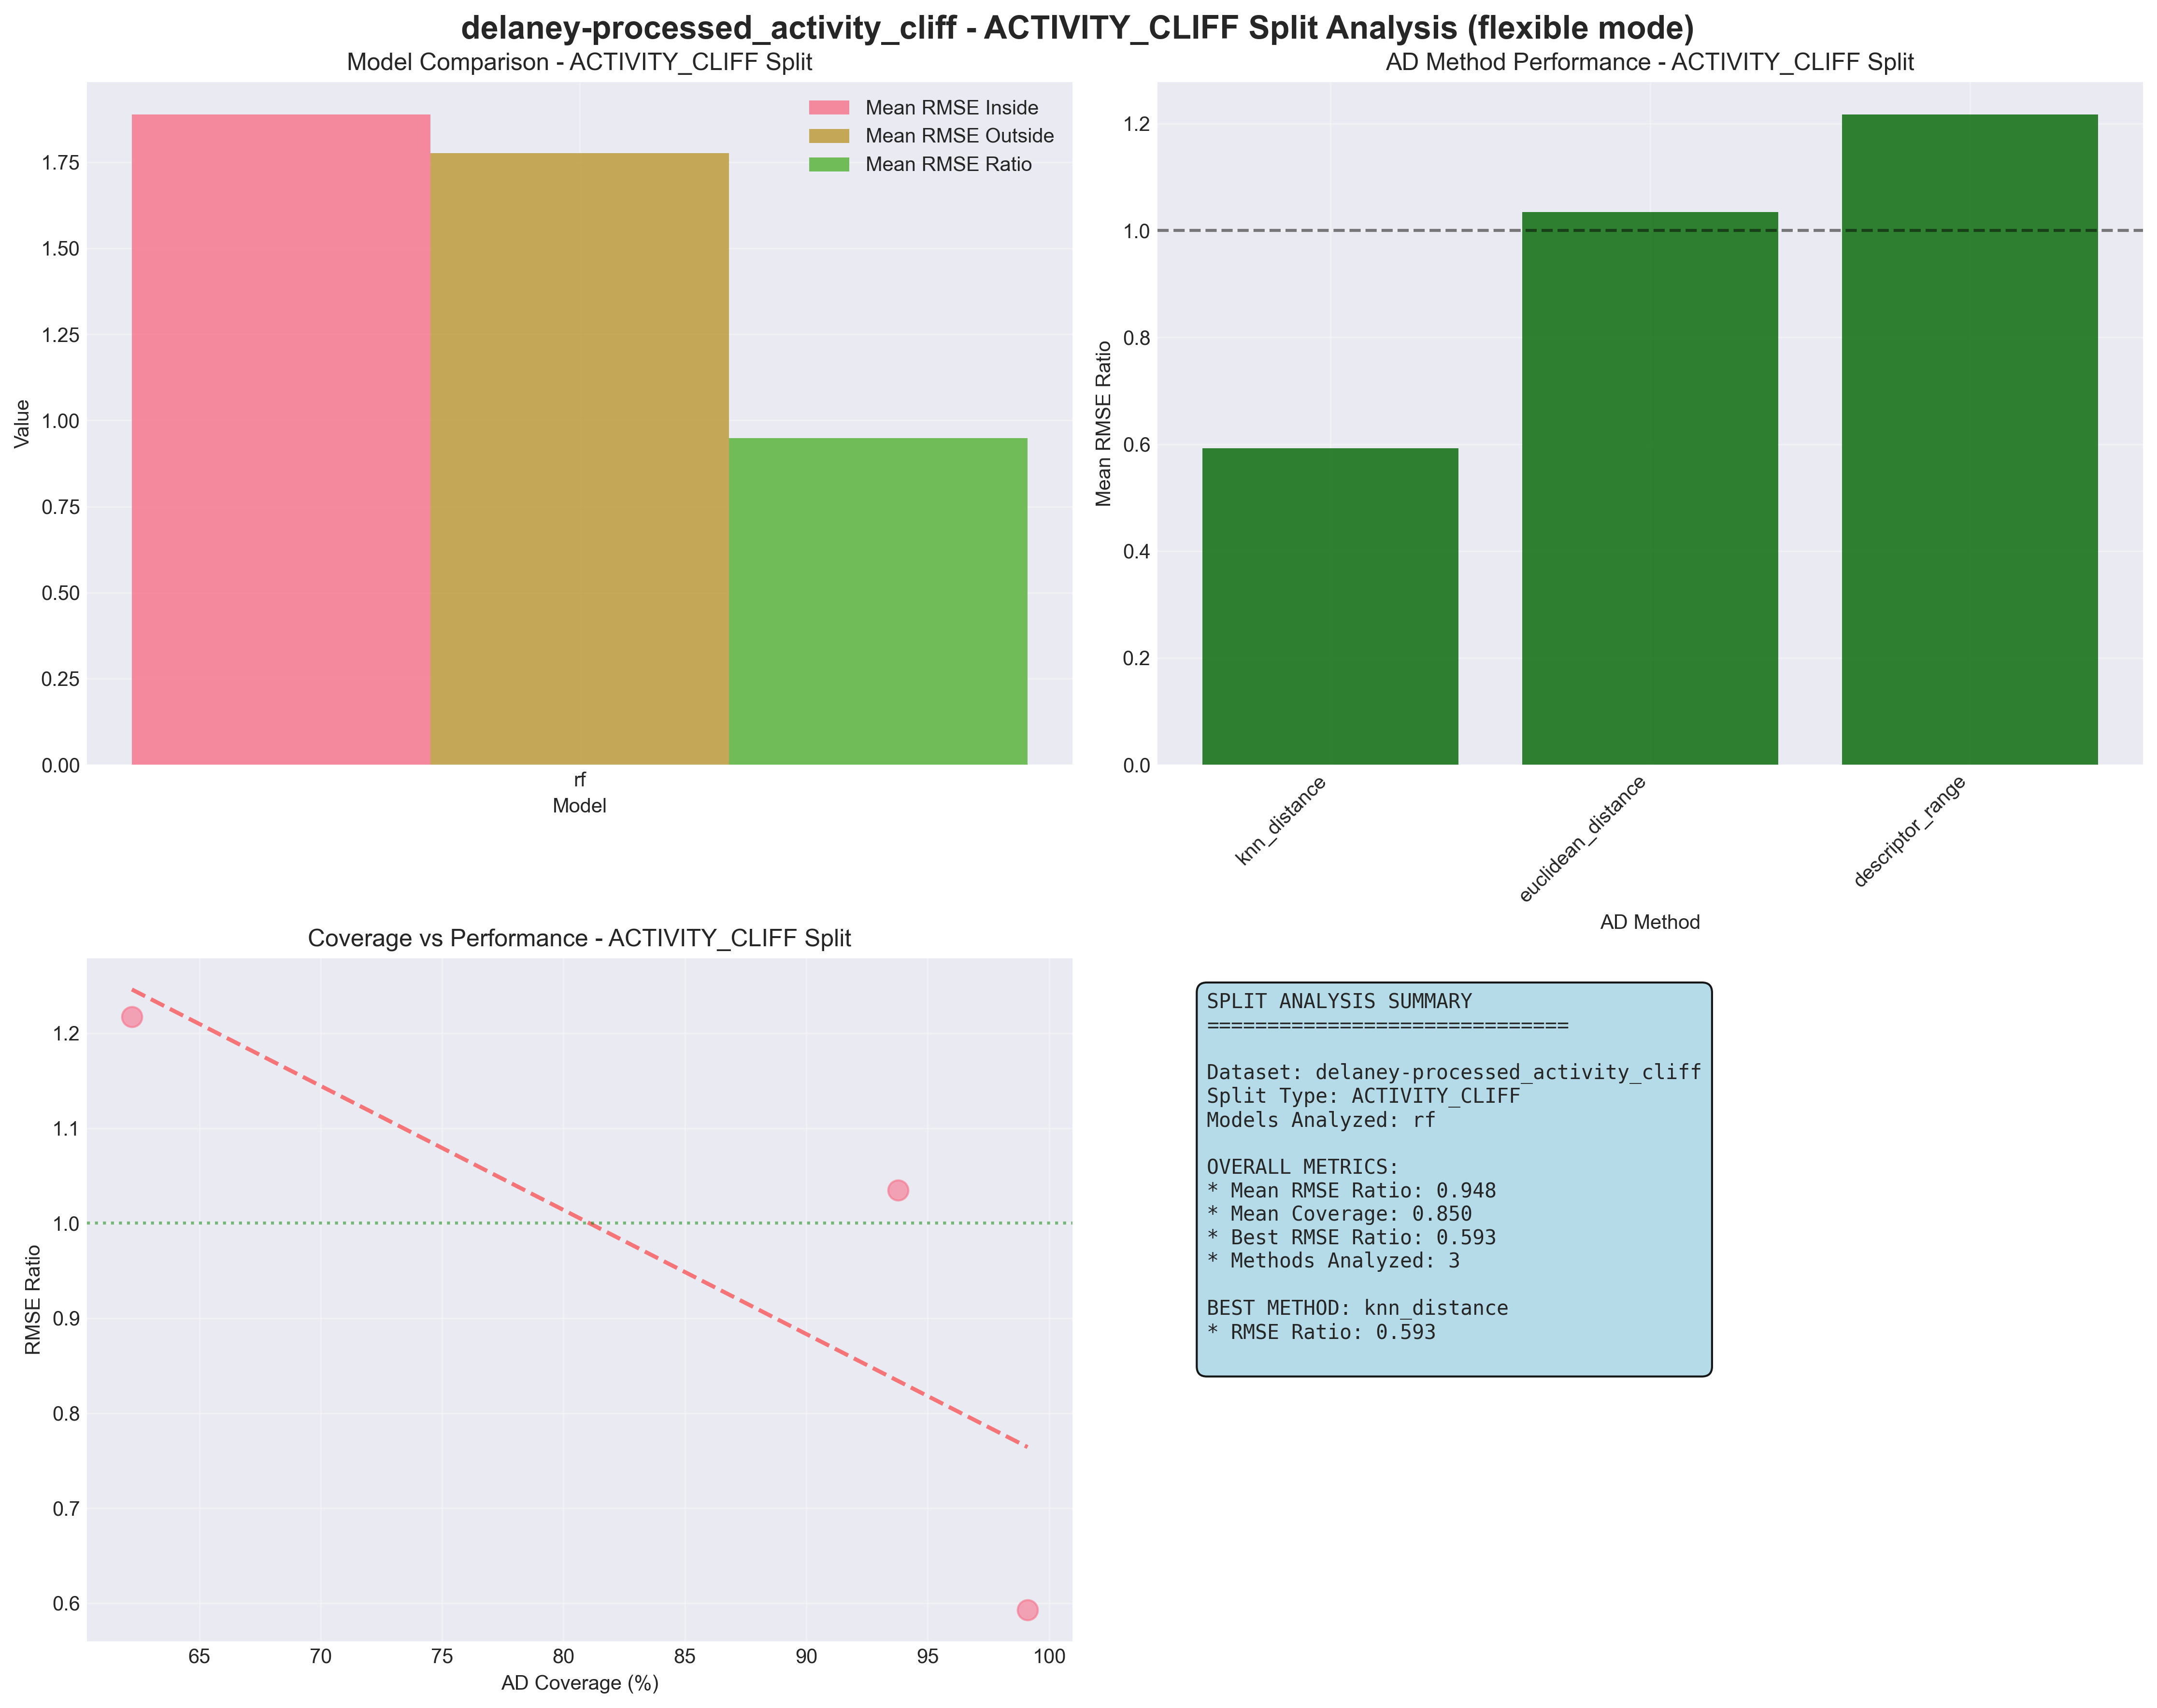 delaney-processed_activity_cliff - ACTIVITY_CLIFF Split Analysis (flexible mode)
Model Comparison - ACTIVITY_CLIFF Split
Mean RMSE Inside
Mean RMSE Outside
Mean RMSE Ratio
1.75
1.50
1.25
1.00
0.75
0.50
0.25
0.00
Value
rf
Model
AD Method Performance - ACTIVITY_CLIFF Split
1.2
1.0
0.8
0.6
0.4
0.2
0.0
Mean RMSE Ratio
knn_distance
euclidean_distance
descriptor_range
AD Method
Coverage vs Performance - ACTIVITY_CLIFF Split
1.2
1.1
1.0
0.9
0.8
0.7
0.6
RMSE Ratio
65 70 75 80 85 90 95 100
AD Coverage (%)
SPLIT ANALYSIS SUMMARY
==============================
Dataset: delaney-processed_activity_cliff
Split Type: ACTIVITY_CLIFF
Models Analyzed: rf
OVERALL METRICS:
* Mean RMSE Ratio: 0.948
* Mean Coverage: 0.850
* Best RMSE Ratio: 0.593
* Methods Analyzed: 3
BEST METHOD: knn_distance
* RMSE Ratio: 0.593